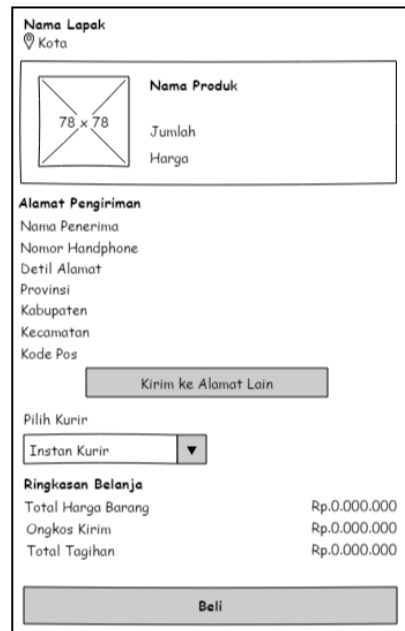 Nama Lapak
Kota
Nama Produk
78 x 78
Jumlah
Harga
Alamat Pengiriman
Nama Penerima
Nomor Handphone
Detil Alamat
Provinsi
Kabupaten
Kecamatan
Kode Pos
Kirim ke Alamat Lain
Pilih Kurir
Instan Kurir
Ringkasan Belanja
Total Harga Barang Rp.0.000.000
Ongkos Kirim Rp.0.000.000
Total Tagihan Rp.0.000.000
Beli